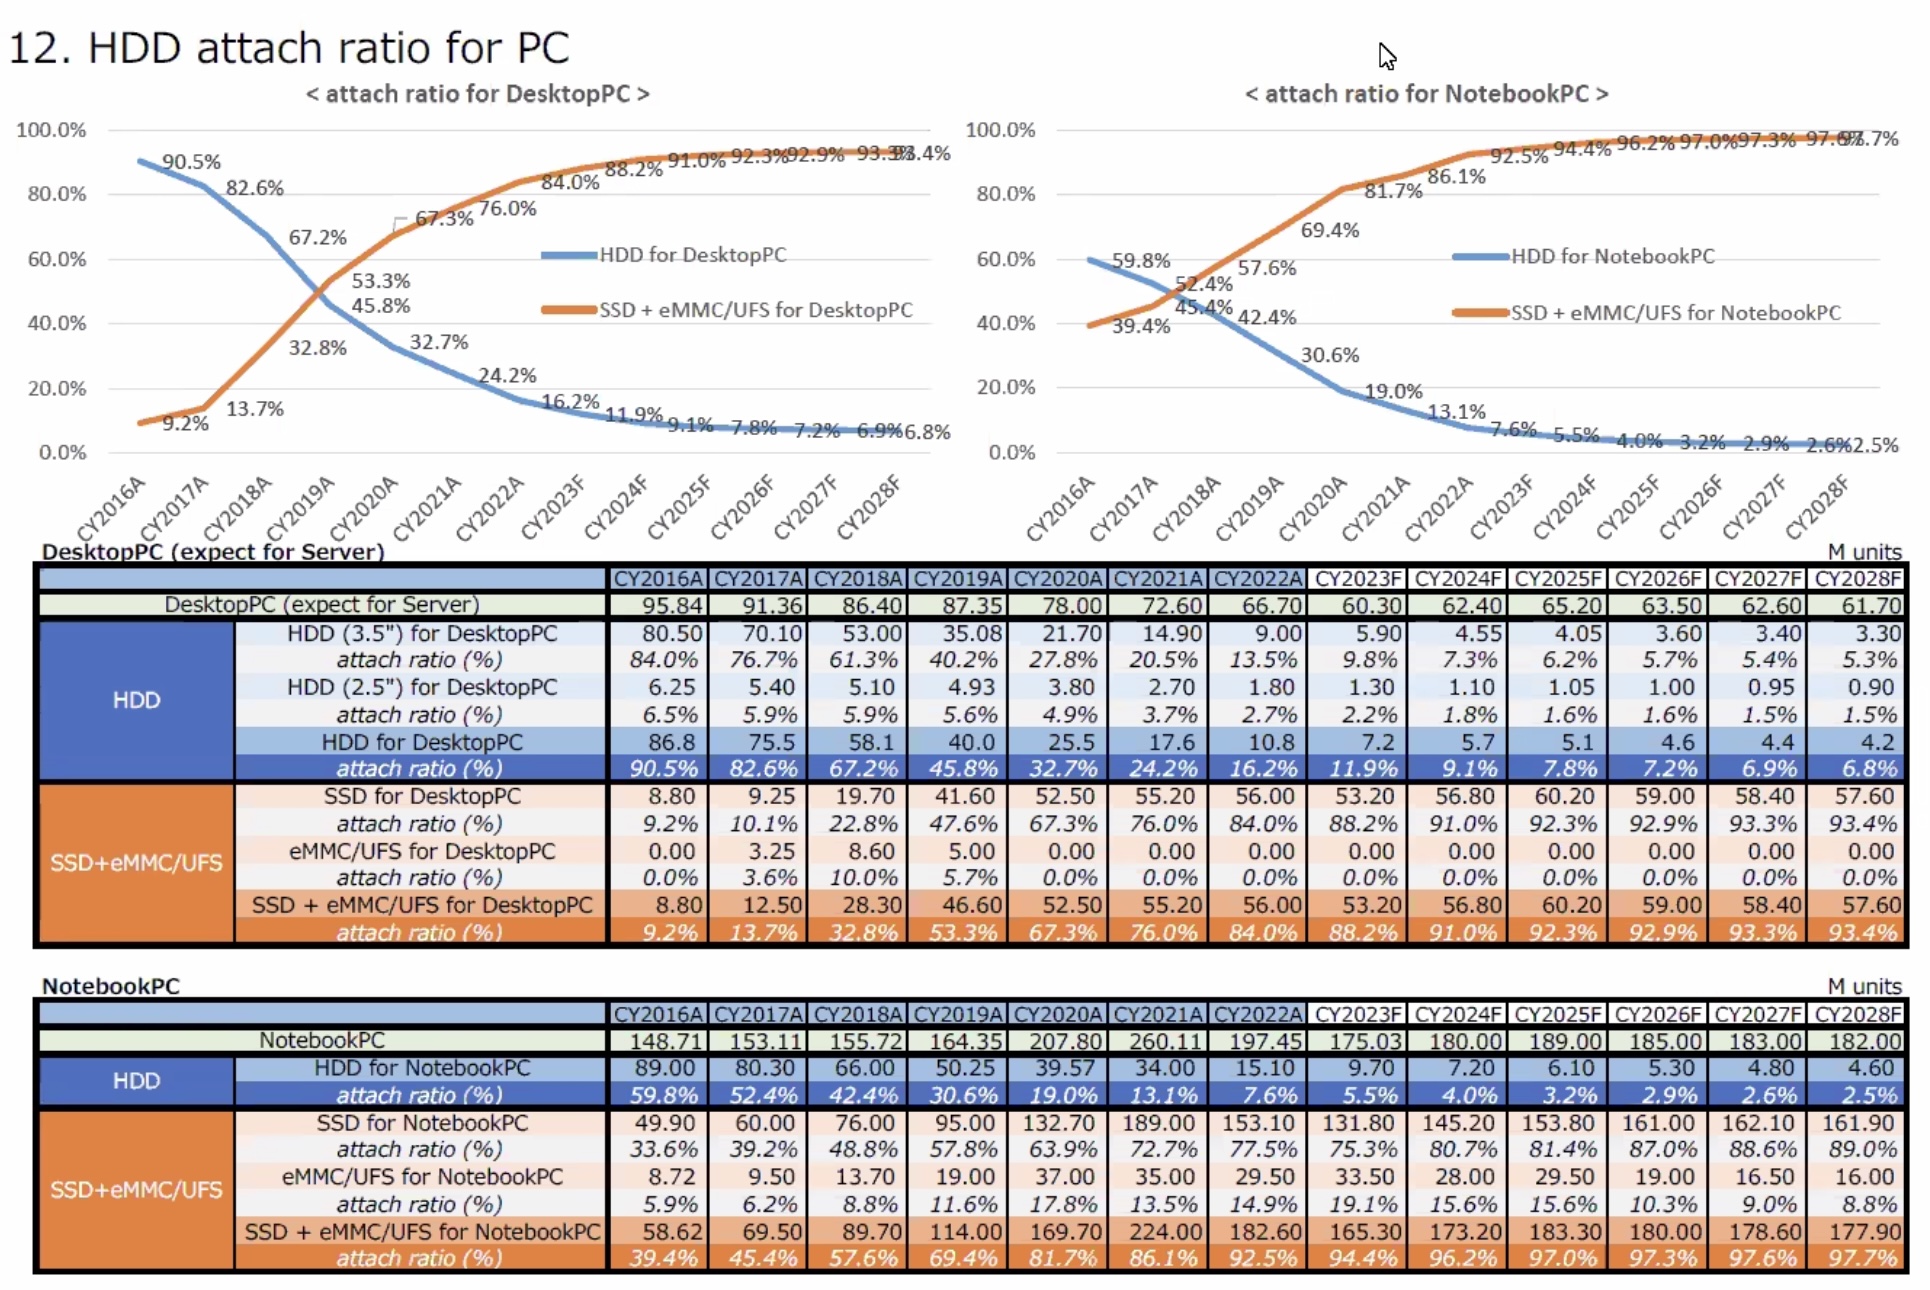 12. HDD attach ratio for PC
< attach ratio for DesktopPC >
100.0%
80.0%
60.0%
40.0%
20.0%
0.0%
90.5%
82.6%
67.2%
45.8%
32.7%
24.2%
16.2%
11.9%
9.1%
7.8%
7.2%
6.9%
6.8%
9.2%
13.7%
32.8%
53.3%
67.3%
76.0%
84.0%
88.2%
91.0%
92.3%
92.9%
93.3%
93.4%
HDD for DesktopPC
SSD + eMMC/UFS for DesktopPC
CY2016A CY2017A CY2018A CY2019A CY2020A CY2021A CY2022A CY2023F CY2024F CY2025F CY2026F CY2027F CY2028F
< attach ratio for NotebookPC >
100.0%
80.0%
60.0%
40.0%
20.0%
0.0%
59.8%
52.4%
42.4%
30.6%
19.0%
13.1%
7.6%
5.5%
4.0%
3.2%
2.9%
2.6%
2.5%
39.4%
45.4%
57.6%
69.4%
81.7%
86.1%
92.5%
94.4%
96.2%
97.0%
97.3%
97.6%
97.7%
HDD for NotebookPC
SSD + eMMC/UFS for NotebookPC
CY2016A CY2017A CY2018A CY2019A CY2020A CY2021A CY2022A CY2023F CY2024F CY2025F CY2026F CY2027F CY2028F
DesktopPC (expect for Server) M units
CY2016A CY2017A CY2018A CY2019A CY2020A CY2021A CY2022A CY2023F CY2024F CY2025F CY2026F CY2027F CY2028F
DesktopPC (expect for Server) 95.84 91.36 86.40 87.35 78.00 72.60 66.70 60.30 62.40 65.20 63.50 62.60 61.70
HDD
HDD (3.5") for DesktopPC 80.50 70.10 53.00 35.08 21.70 14.90 9.00 5.90 4.55 4.05 3.60 3.40 3.30
attach ratio (%) 84.0% 76.7% 61.3% 40.2% 27.8% 20.5% 13.5% 9.8% 7.3% 6.2% 5.7% 5.4% 5.3%
HDD (2.5") for DesktopPC 6.25 5.40 5.10 4.93 3.80 2.70 1.80 1.30 1.10 1.05 1.00 0.95 0.90
attach ratio (%) 6.5% 5.9% 5.9% 5.6% 4.9% 3.7% 2.7% 2.2% 1.8% 1.6% 1.6% 1.5% 1.5%
HDD for DesktopPC 86.8 75.5 58.1 40.0 25.5 17.6 10.8 7.2 5.7 5.1 4.6 4.4 4.2
attach ratio (%) 90.5% 82.6% 67.2% 45.8% 32.7% 24.2% 16.2% 11.9% 9.1% 7.8% 7.2% 6.9% 6.8%
SSD+eMMC/UFS
SSD for DesktopPC 8.80 9.25 19.70 41.60 52.50 55.20 56.00 53.20 56.80 60.20 59.00 58.40 57.60
attach ratio (%) 9.2% 10.1% 22.8% 47.6% 67.3% 76.0% 84.0% 88.2% 91.0% 92.3% 92.9% 93.3% 93.4%
eMMC/UFS for DesktopPC 0.00 3.25 8.60 5.00 0.00 0.00 0.00 0.00 0.00 0.00 0.00 0.00 0.00
attach ratio (%) 0.0% 3.6% 10.0% 5.7% 0.0% 0.0% 0.0% 0.0% 0.0% 0.0% 0.0% 0.0% 0.0%
SSD + eMMC/UFS for DesktopPC 8.80 12.50 28.30 46.60 52.50 55.20 56.00 53.20 56.80 60.20 59.00 58.40 57.60
attach ratio (%) 9.2% 13.7% 32.8% 53.3% 67.3% 76.0% 84.0% 88.2% 91.0% 92.3% 92.9% 93.3% 93.4%
NotebookPC M units
CY2016A CY2017A CY2018A CY2019A CY2020A CY2021A CY2022A CY2023F CY2024F CY2025F CY2026F CY2027F CY2028F
NotebookPC 148.71 153.11 155.72 164.35 207.80 260.11 197.45 175.03 180.00 189.00 185.00 183.00 182.00
HDD
HDD for NotebookPC 89.00 80.30 66.00 50.25 39.57 34.00 15.10 9.70 7.20 6.10 5.30 4.80 4.60
attach ratio (%) 59.8% 52.4% 42.4% 30.6% 19.0% 13.1% 7.6% 5.5% 4.0% 3.2% 2.9% 2.6% 2.5%
SSD+eMMC/UFS
SSD for NotebookPC 49.90 60.00 76.00 95.00 132.70 189.00 153.10 131.80 145.20 153.80 161.00 162.10 161.90
attach ratio (%) 33.6% 39.2% 48.8% 57.8% 63.9% 72.7% 77.5% 75.3% 80.7% 81.4% 87.0% 88.6% 89.0%
eMMC/UFS for NotebookPC 8.72 9.50 13.70 19.00 37.00 35.00 29.50 33.50 28.00 29.50 19.00 16.50 16.00
attach ratio (%) 5.9% 6.2% 8.8% 11.6% 17.8% 13.5% 14.9% 19.1% 15.6% 15.6% 10.3% 9.0% 8.8%
SSD + eMMC/UFS for NotebookPC 58.62 69.50 89.70 114.00 169.70 224.00 182.60 165.30 173.20 183.30 180.00 178.60 177.90
attach ratio (%) 39.4% 45.4% 57.6% 69.4% 81.7% 86.1% 92.5% 94.4% 96.2% 97.0% 97.3% 97.6% 97.7%